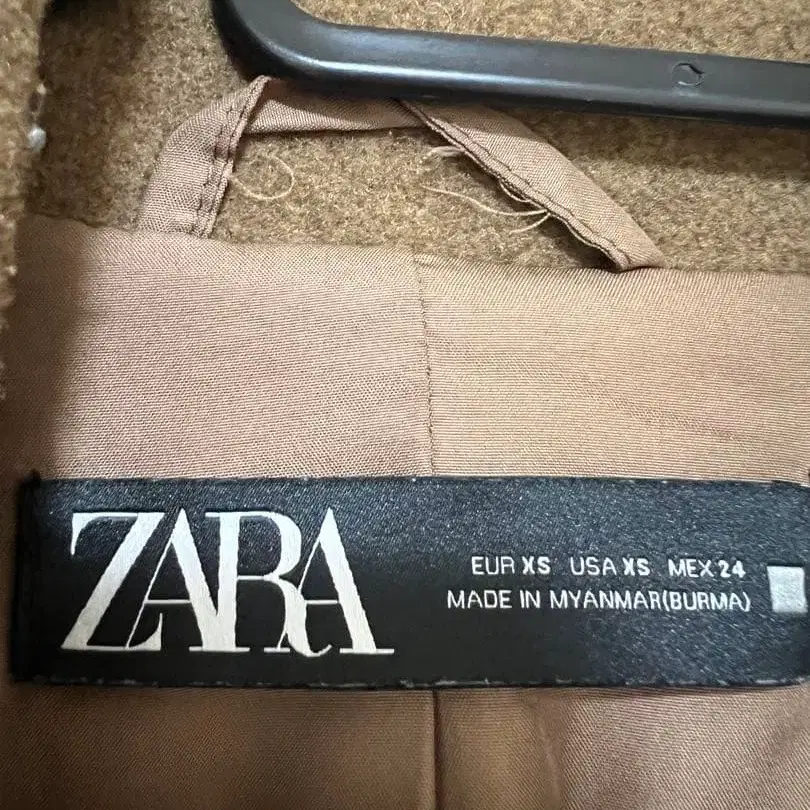 ZARA
EUR XS USA XS MEX 24
MADE IN MYANMAR(BURMA)